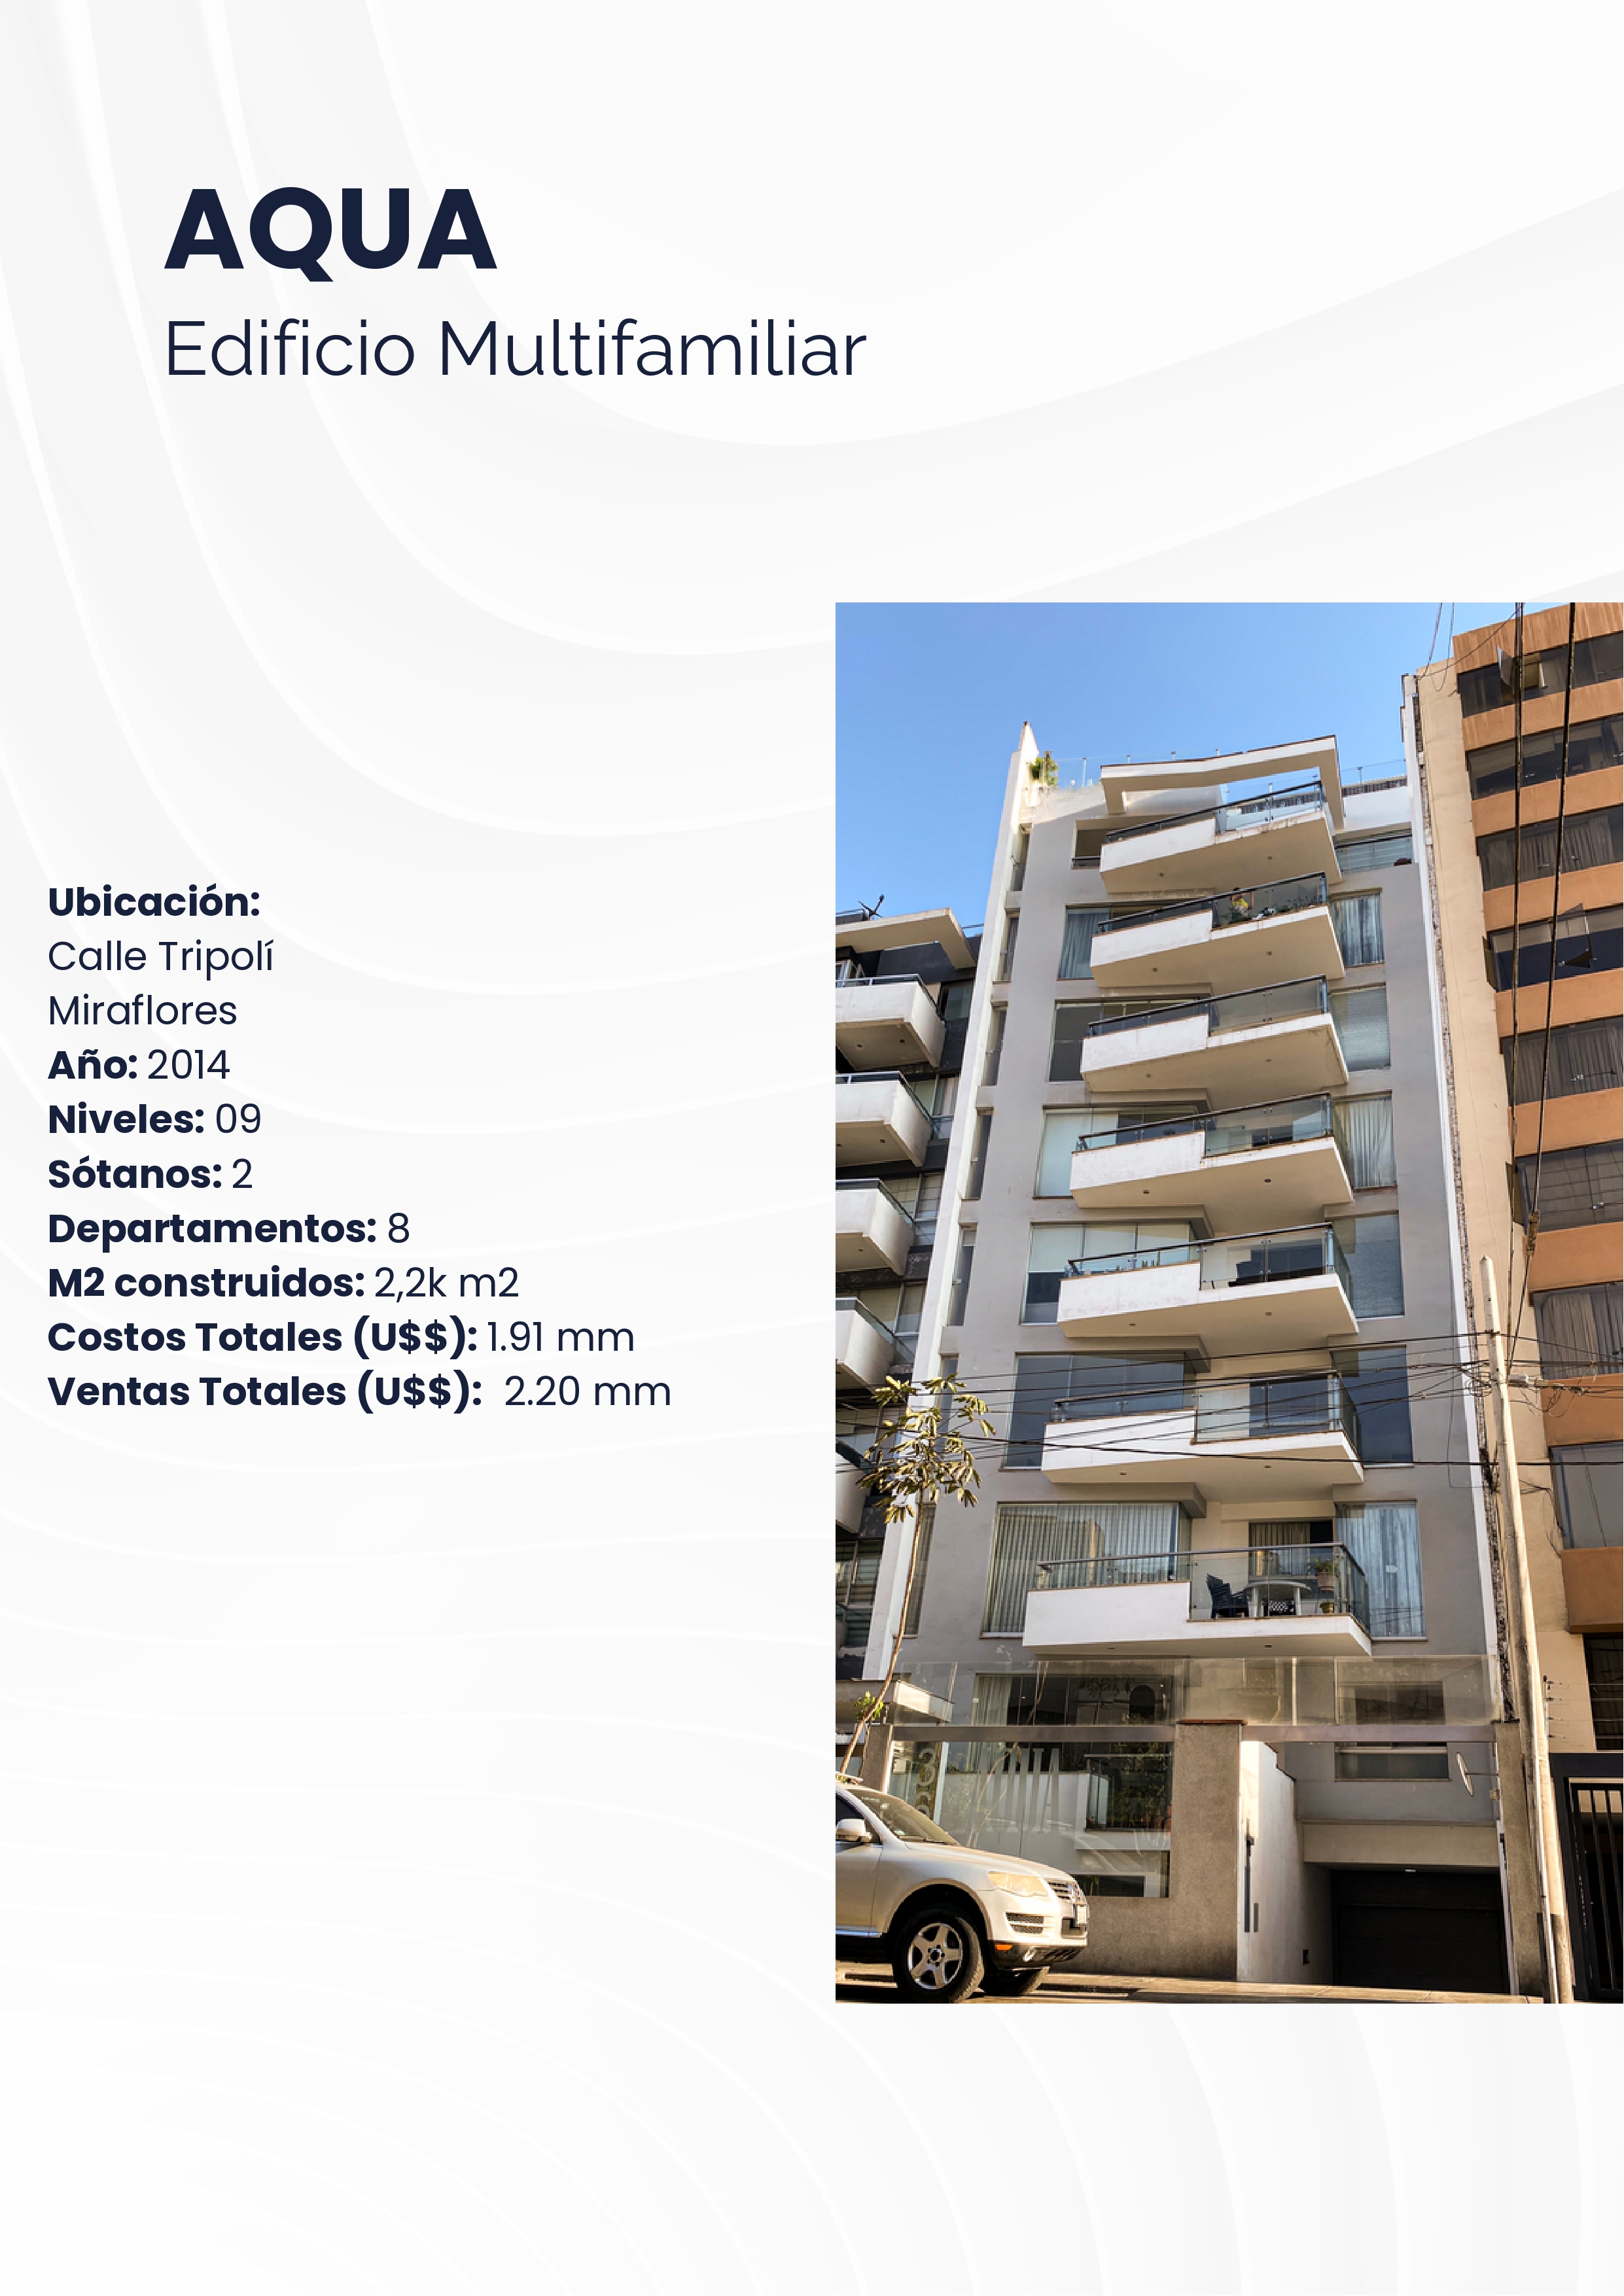 AQUA
Edificio Multifamiliar
Ubicación:
Calle Tripolí
Miraflores
Año: 2014
Niveles: 09
Sótanos: 2
Departamentos: 8
M2 construidos: 2,2k m2
Costos Totales (U$$): 1.91 mm
Ventas Totales (U$$): 2.20 mm